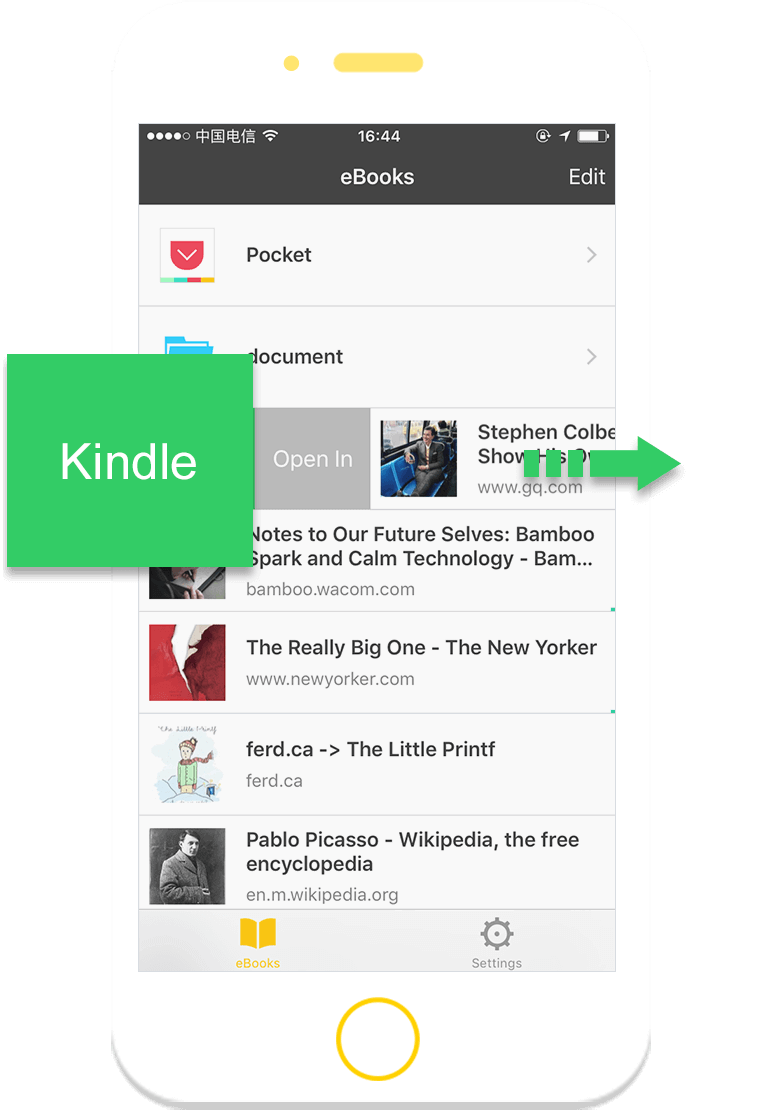 中国电信
16:44
eBooks
Edit
Pocket
document
Kindle
Open In
Stephen Colbe
Show His
www.gq.com
Notes to Our Future Selves: Bamboo
Spark and Calm Technology - Bam...
bamboo.wacom.com
The Really Big One - The New Yorker
www.newyorker.com
The Little Printf
ferd.ca -> The Little Printf
ferd.ca
Pablo Picasso - Wikipedia, the free
encyclopedia
en.m.wikipedia.org
eBooks
Settings